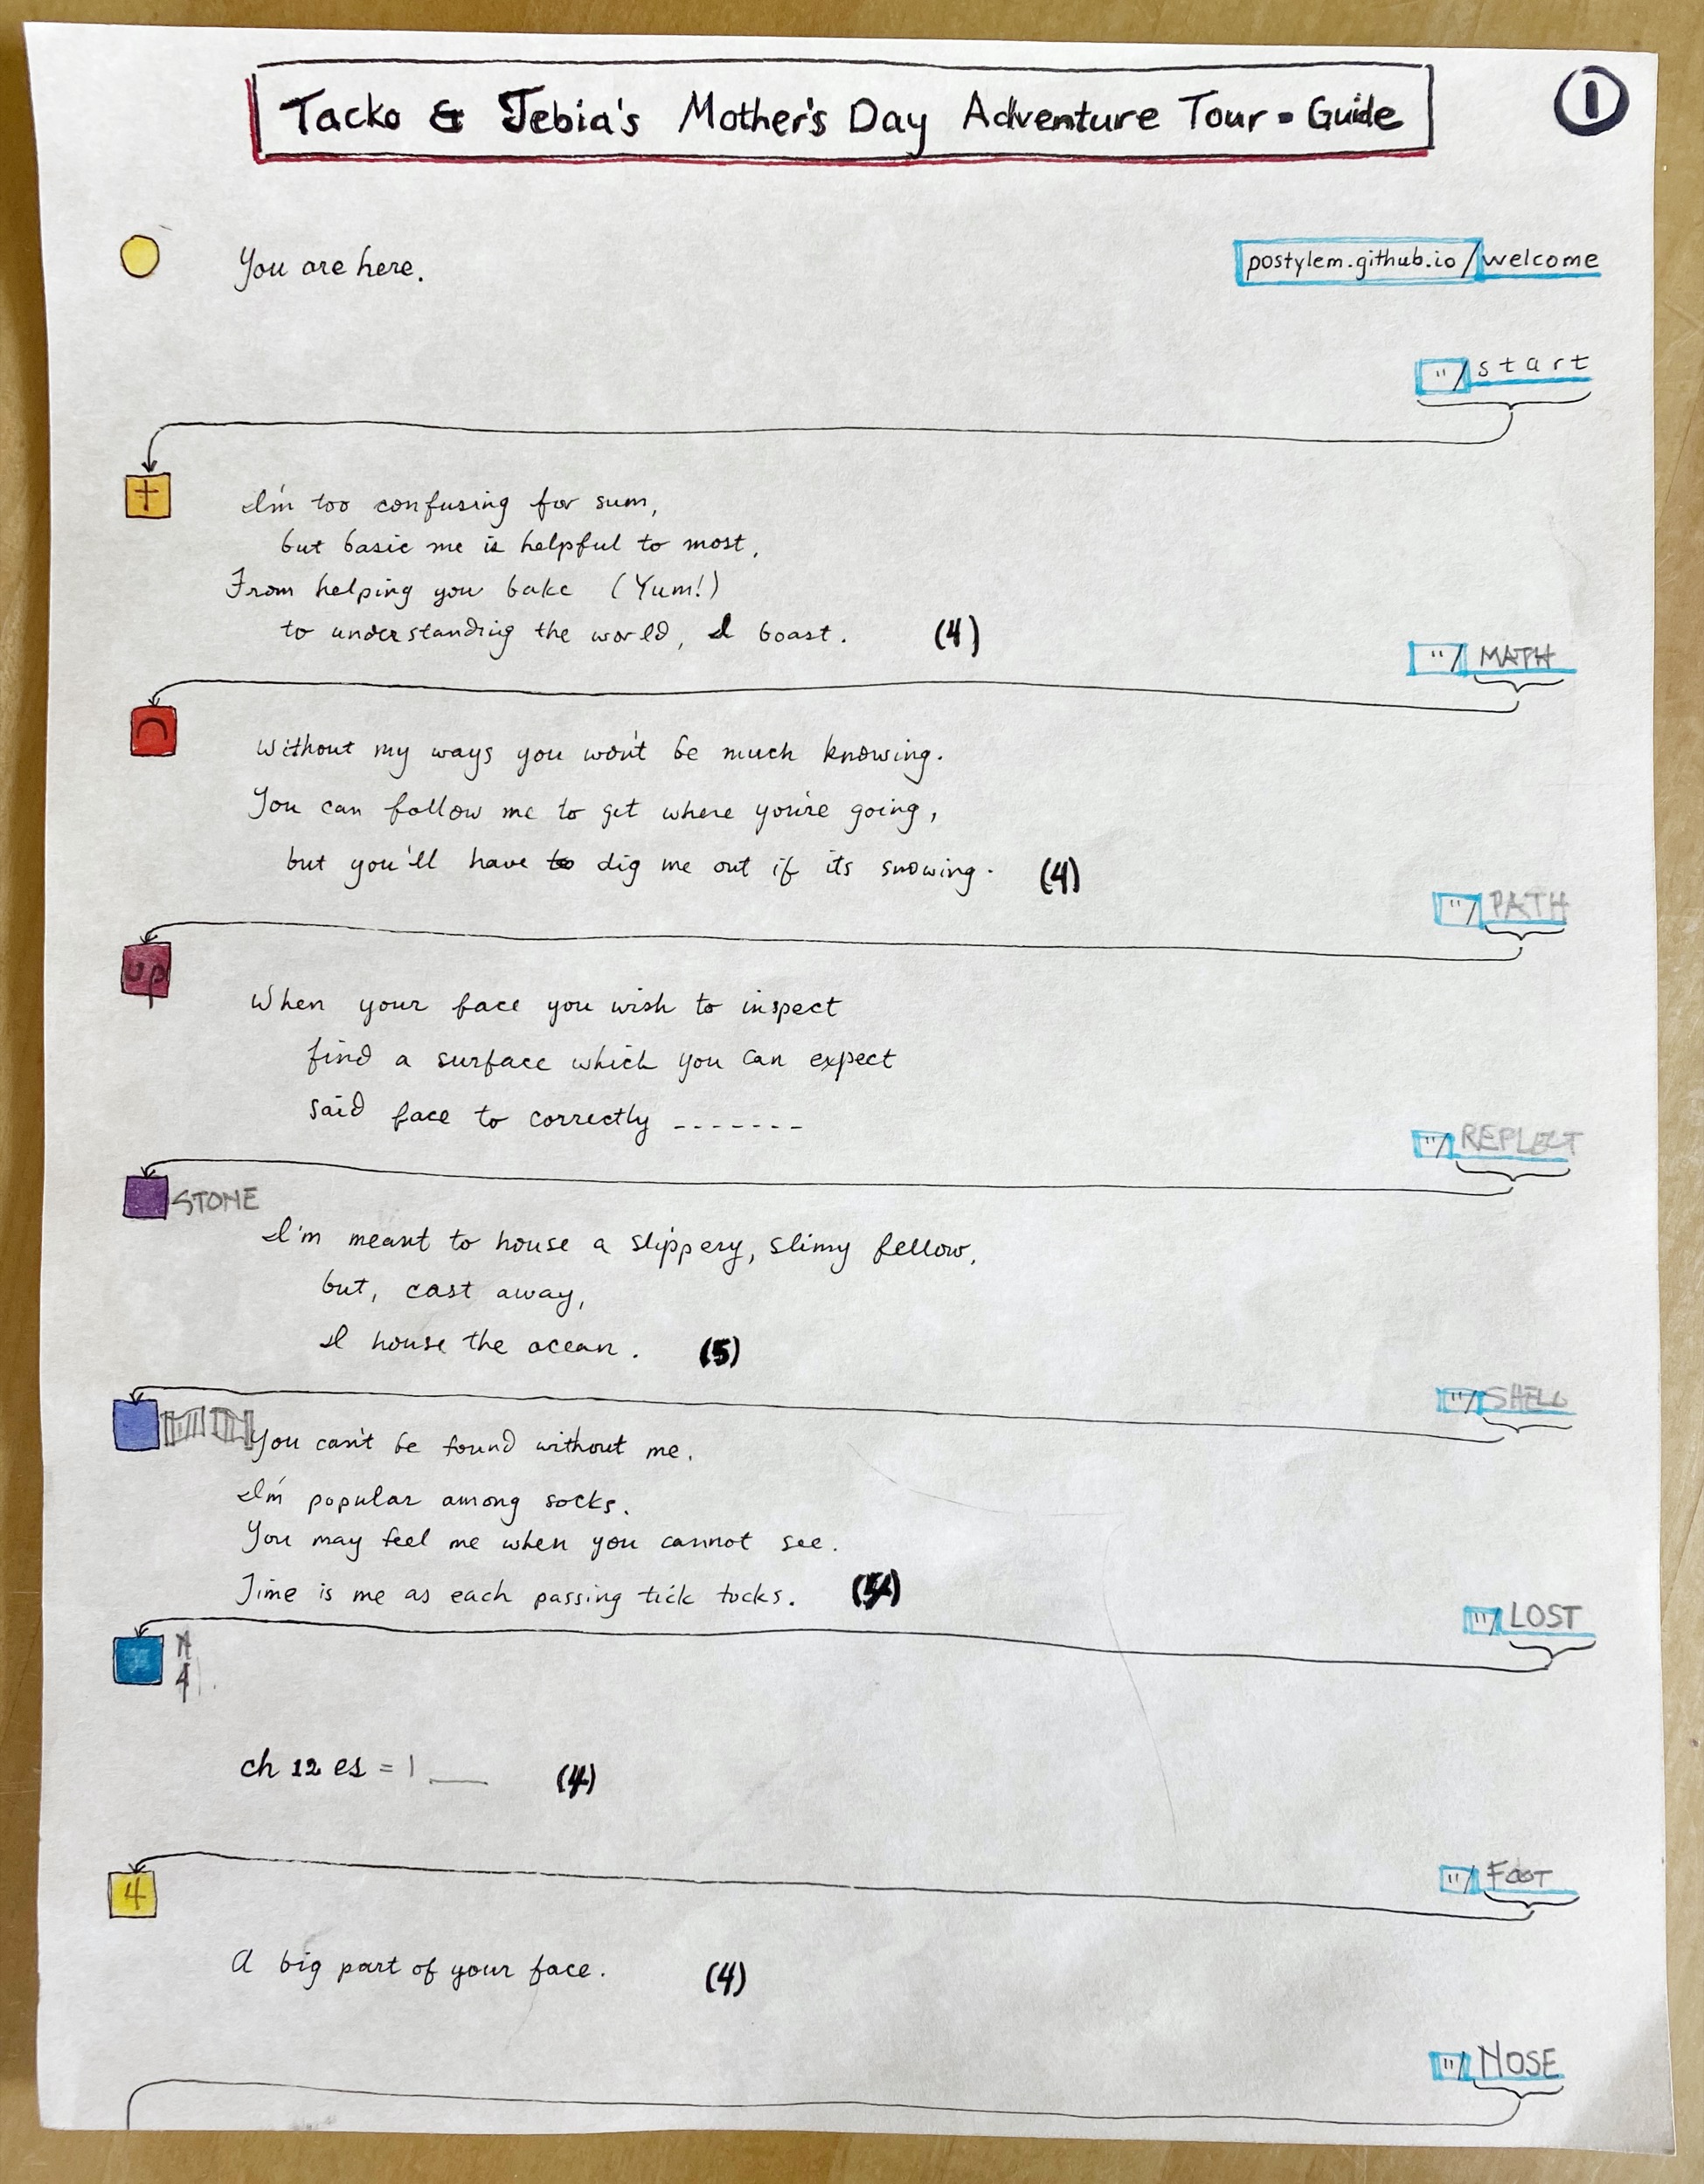 Tacko & Jebia's Mother's Day Adventure Tour-Guide
1
You are here.
postylem.github.io/welcome
"/start
+
I'm too confusing for sum,
but basic me is helpful to most,
From helping you bake (Yum!)
to understanding the world, I boast. (4)
"/MATH
Without my ways you won't be much knowing.
You can follow me to get where you're going,
but you'll have to dig me out if its snowing. (4)
"/PATH
up
When your face you wish to inspect
find a surface which you can expect
said face to correctly -------
"/REFLECT
STONE
I'm meant to house a slippery, slimy fellow,
but, cast away,
I house the ocean. (5)
"/SHELL
You can't be found without me.
I'm popular among socks.
You may feel me when you cannot see.
Time is me as each passing tick tocks.
"/LOST
ch 12 es = 1 __ (4)
"/FOOT
4
A big part of your face. (4)
"/NOSE